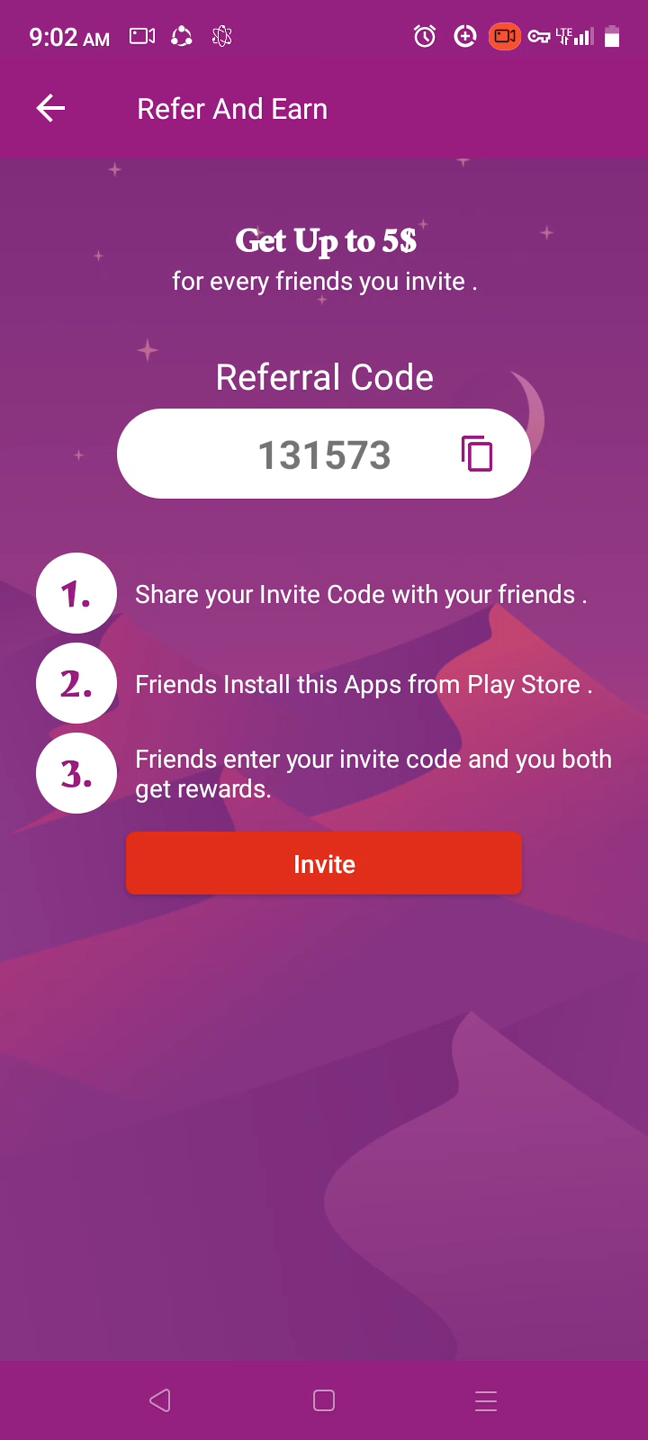 9:02 AM
LTE
Refer And Earn
Get Up to 5$
for every friends you invite .
Referral Code
131573
1.
Share your Invite Code with your friends .
2.
Friends Install this Apps from Play Store .
3.
Friends enter your invite code and you both
get rewards.
Invite